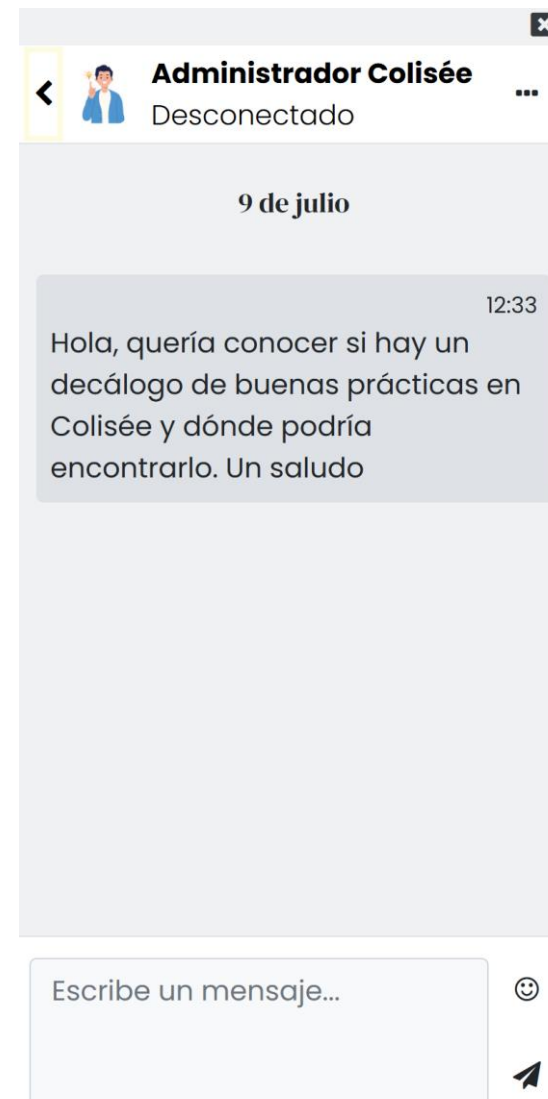 Administrador Colisée
Desconectado
9 de julio
12:33
Hola, quería conocer si hay un
decálogo de buenas prácticas en
Colisée y dónde podría
encontrarlo. Un saludo
Escribe un mensaje...